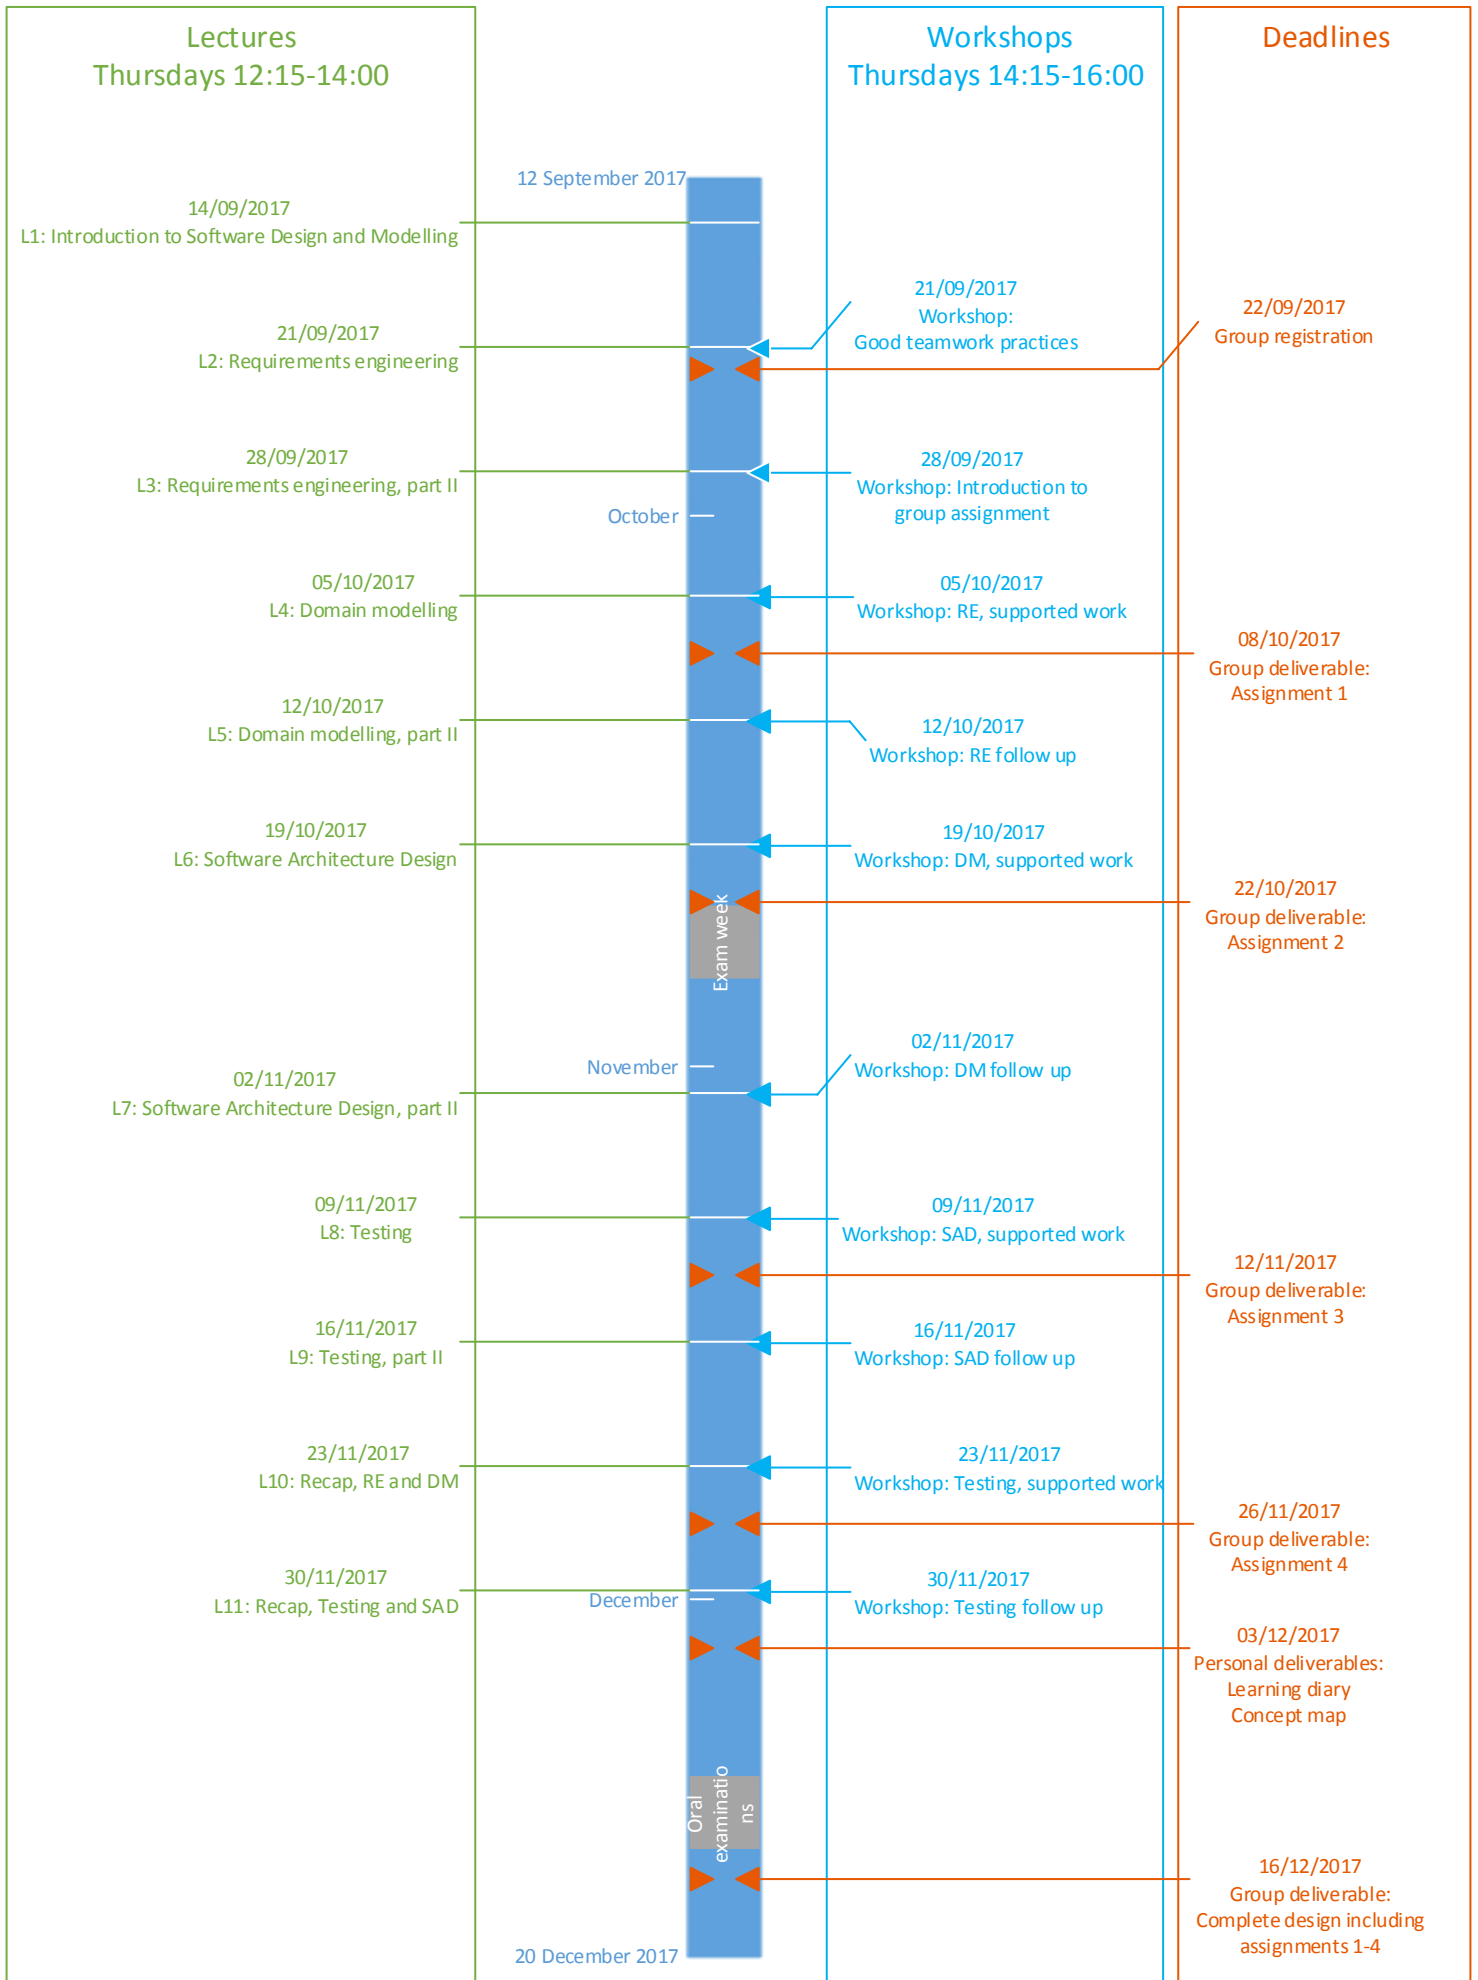 Lectures
Thursdays 12:15-14:00
14/09/2017
L1: Introduction to Software Design and Modelling
21/09/2017
L2: Requirements engineering
28/09/2017
L3: Requirements engineering, part II
05/10/2017
L4: Domain modelling
12/10/2017
L5: Domain modelling, part II
19/10/2017
L6: Software Architecture Design
02/11/2017
L7: Software Architecture Design, part II
09/11/2017
L8: Testing
16/11/2017
L9: Testing, part II
23/11/2017
L10: Recap, RE and DM
30/11/2017
L11: Recap, Testing and SAD
12 September 2017
October
Exam week
November
December
Oral
examinatio
ns
20 December 2017
Workshops
Thursdays 14:15-16:00
21/09/2017
Workshop:
Good teamwork practices
28/09/2017
Workshop: Introduction to
group assignment
05/10/2017
Workshop: RE, supported work
12/10/2017
Workshop: RE follow up
19/10/2017
Workshop: DM, supported work
02/11/2017
Workshop: DM follow up
09/11/2017
Workshop: SAD, supported work
16/11/2017
Workshop: SAD follow up
23/11/2017
Workshop: Testing, supported work
30/11/2017
Workshop: Testing follow up
Deadlines
22/09/2017
Group registration
08/10/2017
Group deliverable:
Assignment 1
22/10/2017
Group deliverable:
Assignment 2
12/11/2017
Group deliverable:
Assignment 3
26/11/2017
Group deliverable:
Assignment 4
03/12/2017
Personal deliverables:
Learning diary
Concept map
16/12/2017
Group deliverable:
Complete design including
assignments 1-4